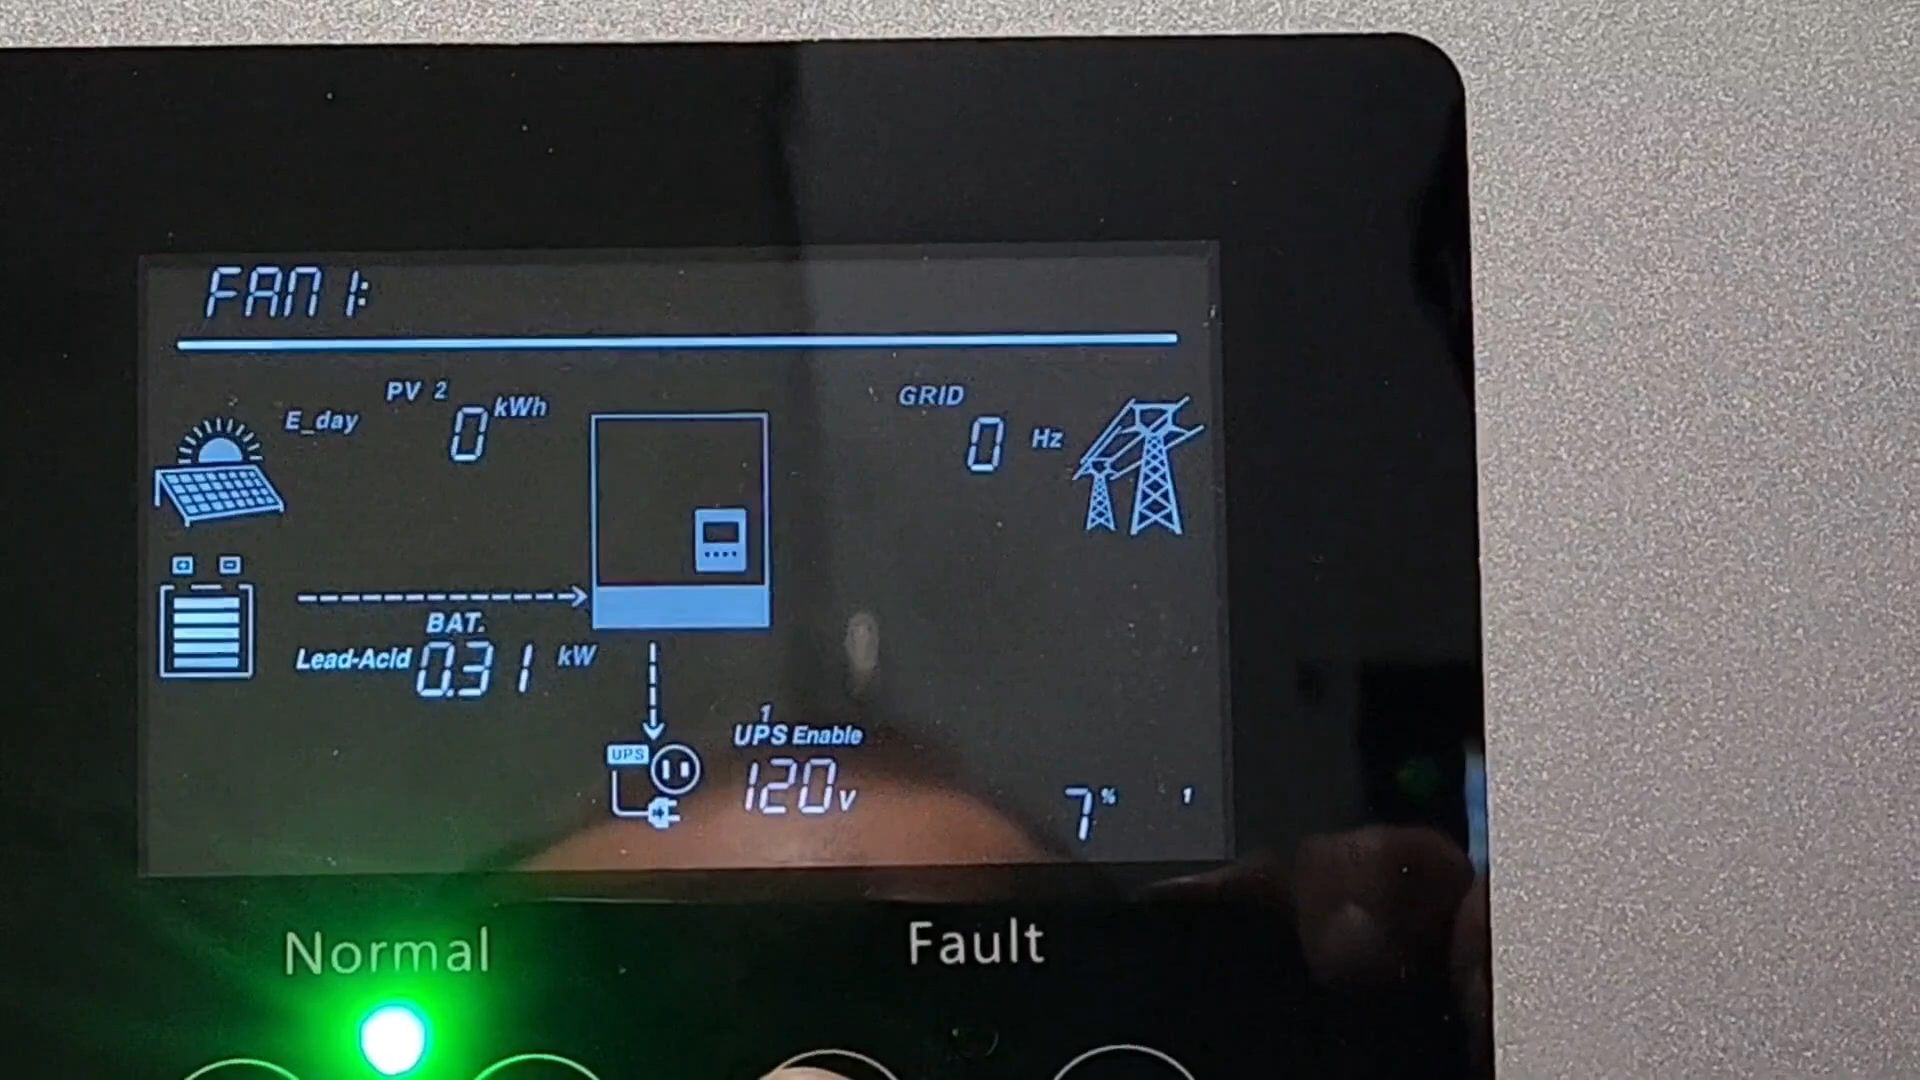 FAN 1:
PV 2
E_day 0 kWh
GRID
0 Hz
BAT.
Lead-Acid 0.31 kW
1
UPS Enable
UPS
120 V
7 % 1
Normal Fault